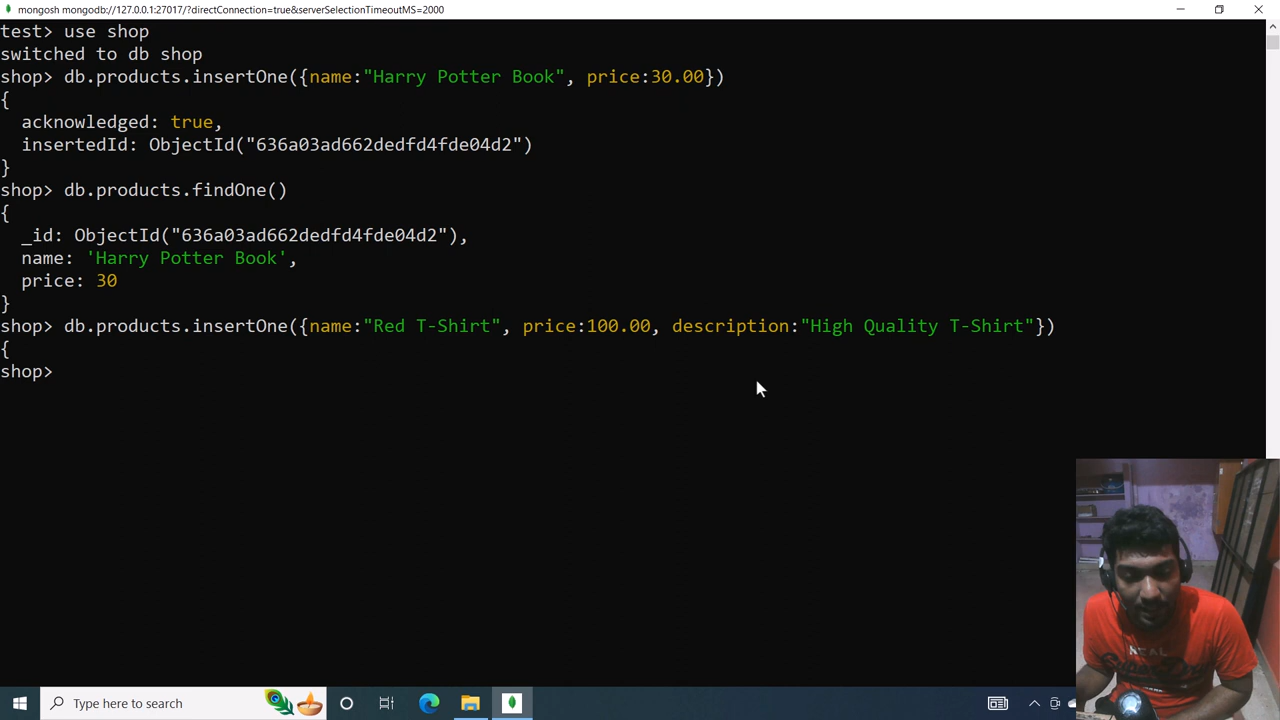 mongosh mongodb://127.0.0.1:27017/?directConnection=true&serverSelectionTimeoutMS=2000
test> use shop
switched to db shop
shop> db.products.insertOne({name:"Harry Potter Book", price:30.00})
{
  acknowledged: true,
  insertedId: ObjectId("636a03ad662dedfd4fde04d2")
}
shop> db.products.findOne()
{
  _id: ObjectId("636a03ad662dedfd4fde04d2"),
  name: 'Harry Potter Book',
  price: 30
}
shop> db.products.insertOne({name:"Red T-Shirt", price:100.00, description:"High Quality T-Shirt"})
{
shop>
Type here to search